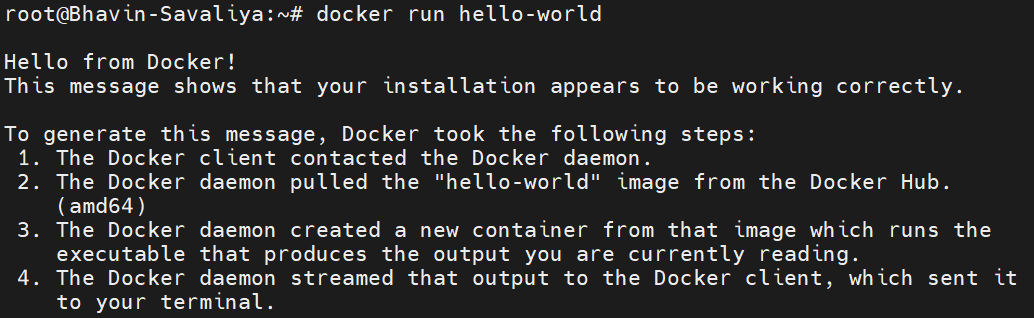 root@Bhavin-Savaliya:~# docker run hello-world
Hello from Docker!
This message shows that your installation appears to be working correctly.
To generate this message, Docker took the following steps:
1. The Docker client contacted the Docker daemon.
2. The Docker daemon pulled the "hello-world" image from the Docker Hub.
(amd64)
3. The Docker daemon created a new container from that image which runs the
executable that produces the output you are currently reading.
4. The Docker daemon streamed that output to the Docker client, which sent it
to your terminal.